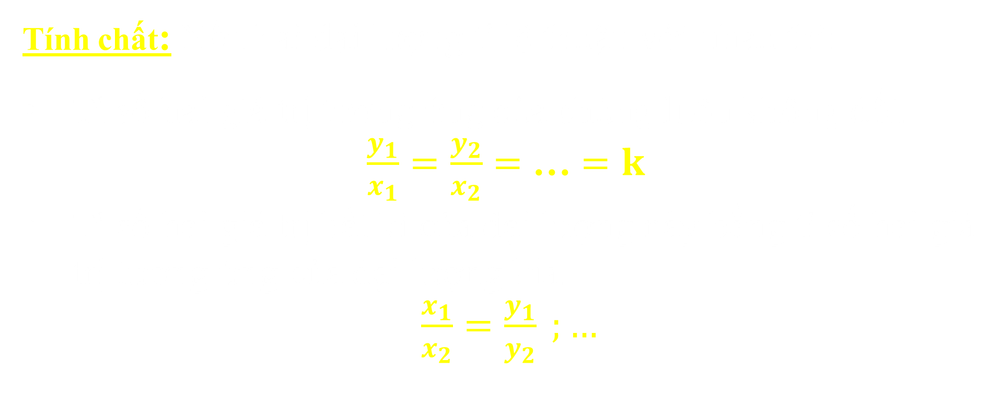 Tính chất:
y₁/x₁ = y₂/x₂ = ... = k
x₁/x₂ = y₁/y₂ ; ...